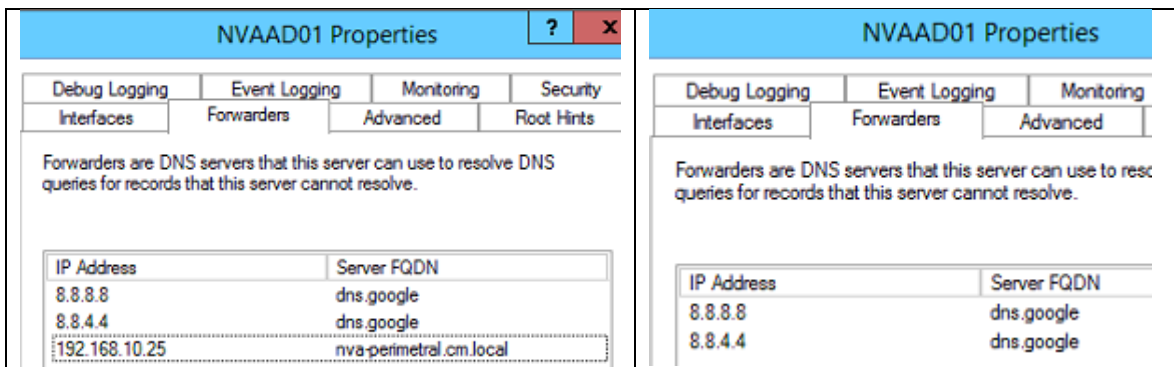 NVAAD01 Properties
? x
Debug Logging Event Logging Monitoring Security
Interfaces Forwarders Advanced Root Hints
Forwarders are DNS servers that this server can use to resolve DNS
queries for records that this server cannot resolve.
IP Address Server FQDN
8.8.8.8 dns.google
8.8.4.4 dns.google
192.168.10.25 nva-perimetral.cm.local
NVAAD01 Properties
Debug Logging Event Logging Monitoring
Interfaces Forwarders Advanced
Forwarders are DNS servers that this server can use to reso
queries for records that this server cannot resolve.
IP Address Server FQDN
8.8.8.8 dns.google
8.8.4.4 dns.google